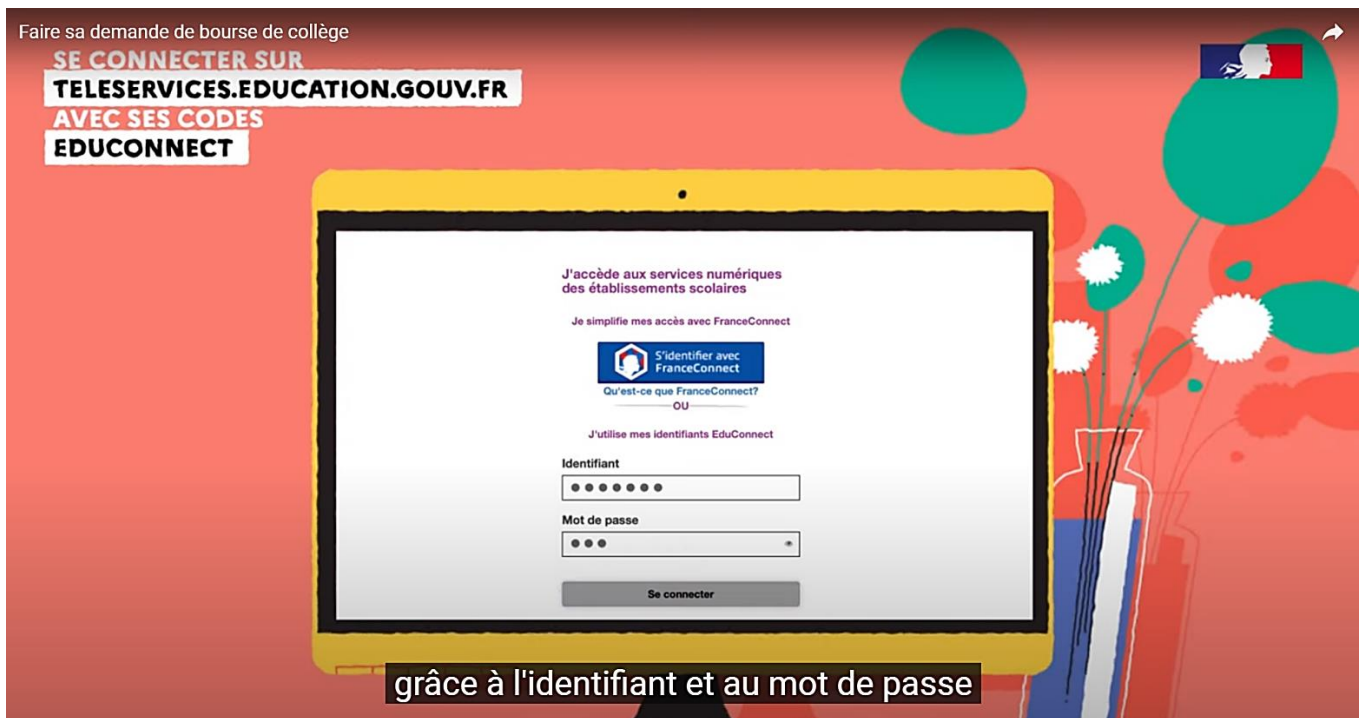 Faire sa demande de bourse de collège
SE CONNECTER SUR
TELESERVICES.EDUCATION.GOUV.FR
AVEC SES CODES
EDUCONNECT
J'accède aux services numériques
des établissements scolaires
Je simplifie mes accès avec FranceConnect
S'identifier avec
FranceConnect
Qu'est-ce que FranceConnect?
OU
J'utilise mes identifiants EduConnect
Identifiant
Mot de passe
Se connecter
grâce à l'identifiant et au mot de passe